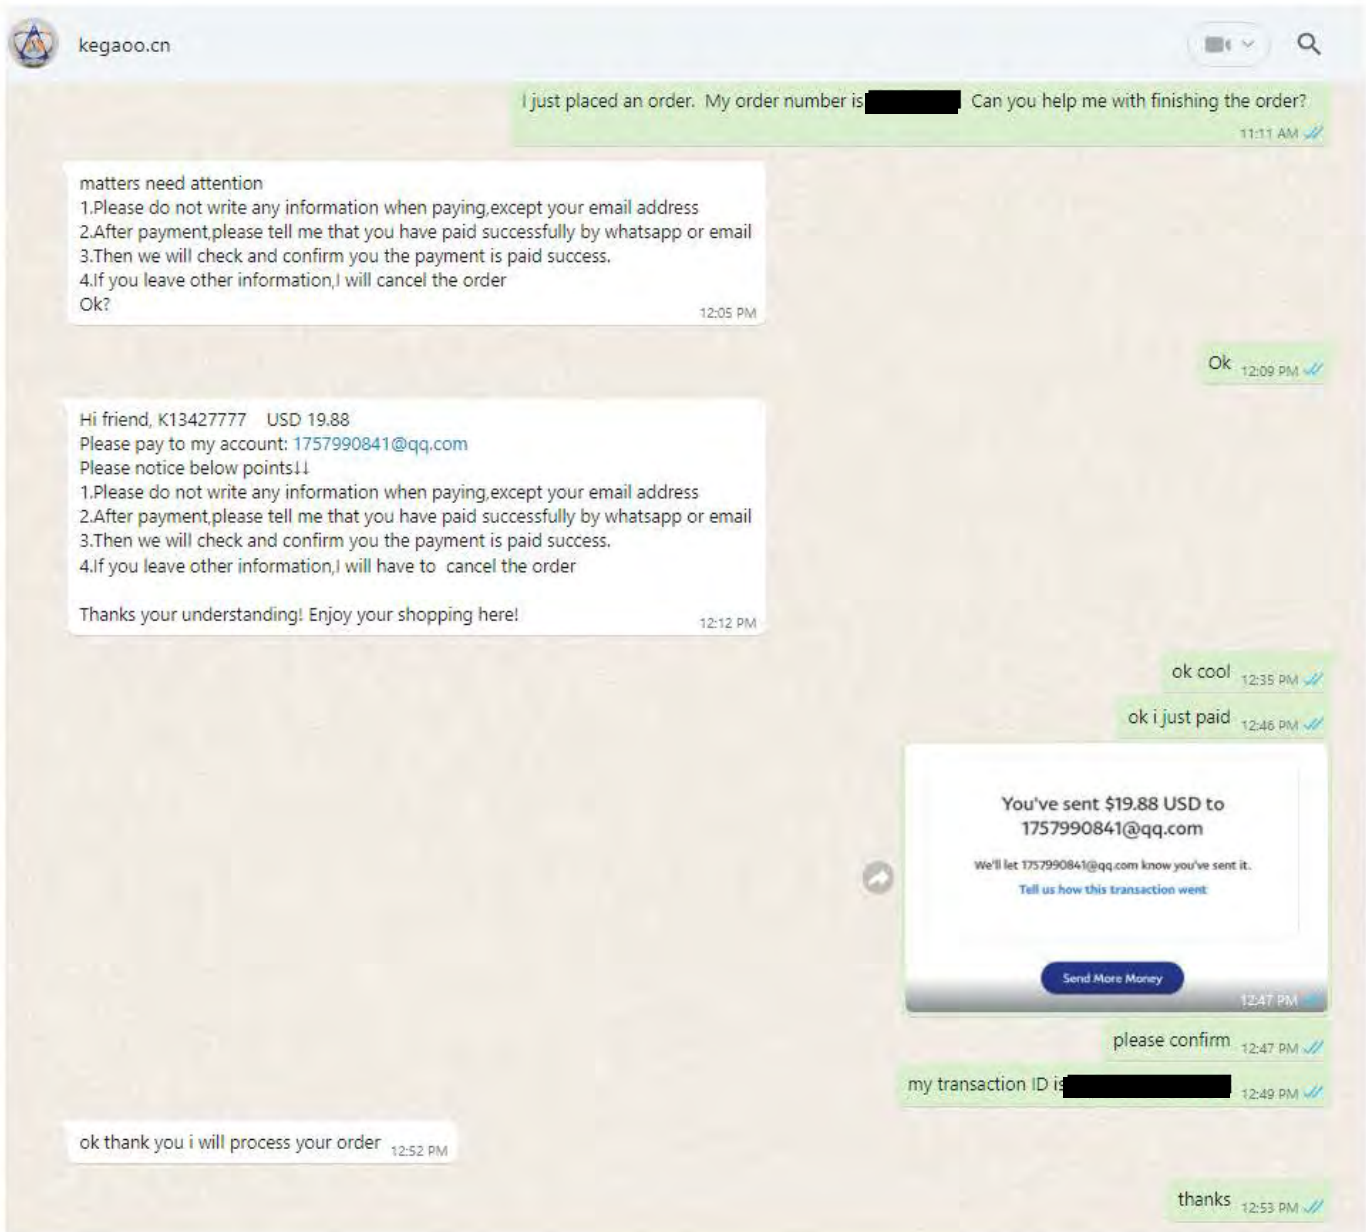 kegaoo.cn
I just placed an order. My order number is Can you help me with finishing the order?
11:11 AM
matters need attention
1.Please do not write any information when paying,except your email address
2.After payment,please tell me that you have paid successfully by whatsapp or email
3.Then we will check and confirm you the payment is paid success.
4.If you leave other information,I will cancel the order
Ok?
12:05 PM
Ok 12:09 PM
Hi friend, K13427777 USD 19.88
Please pay to my account: 1757990841@qq.com
Please notice below points↓↓
1.Please do not write any information when paying,except your email address
2.After payment,please tell me that you have paid successfully by whatsapp or email
3.Then we will check and confirm you the payment is paid success.
4.If you leave other information,I will have to cancel the order
Thanks your understanding! Enjoy your shopping here!
12:12 PM
ok cool 12:35 PM
ok i just paid 12:46 PM
You've sent $19.88 USD to
1757990841@qq.com
We'll let 1757990841@qq.com know you've sent it.
Tell us how this transaction went
Send More Money
12:47 PM
please confirm 12:47 PM
my transaction ID is 12:49 PM
ok thank you i will process your order 12:52 PM
thanks 12:53 PM